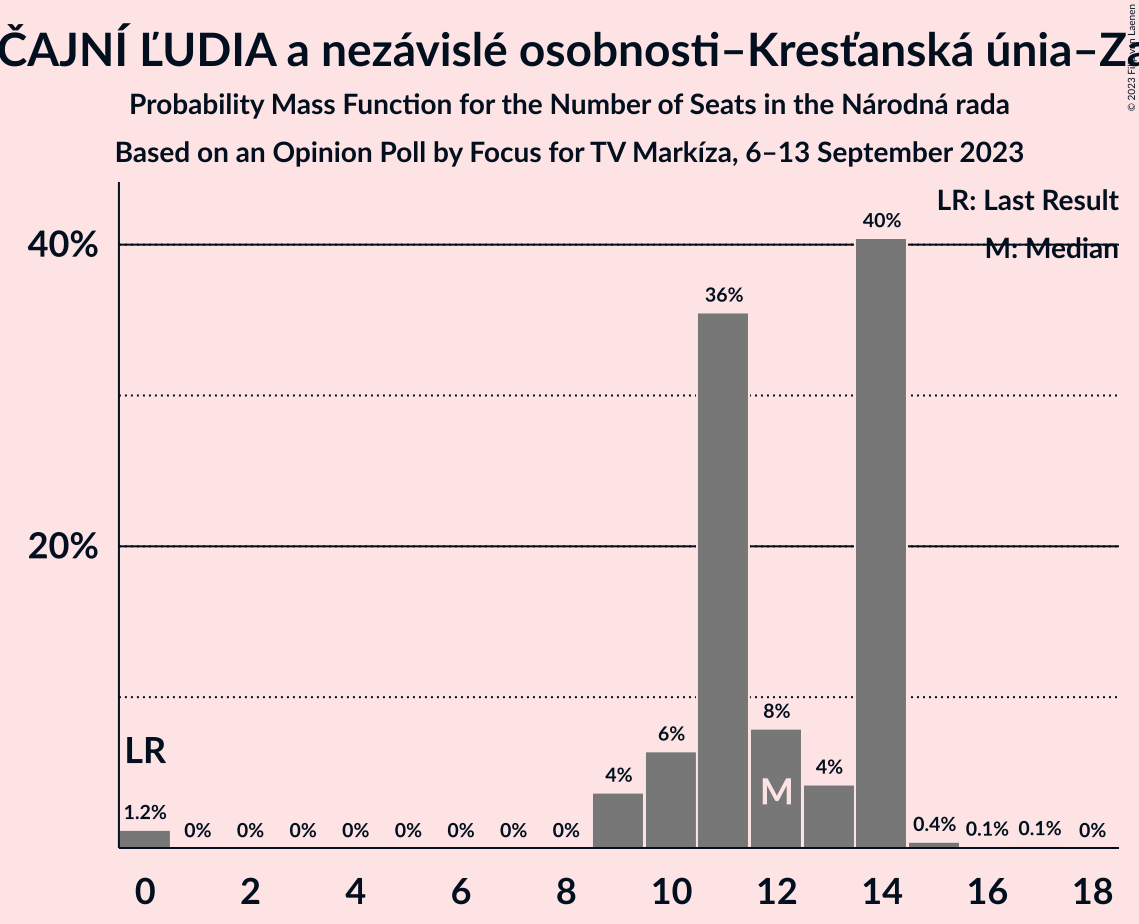 ČAJNÍ ĽUDIA a nezávislé osobnosti–Kresťanská únia–Za
Probability Mass Function for the Number of Seats in the Národná rada
Based on an Opinion Poll by Focus for TV Markíza, 6–13 September 2023
© 2023 Filip van Laenen
LR: Last Result
M: Median
40%
20%
40%
36%
8%
6%
4%
4%
LR
M
1.2%
0%
0%
0%
0%
0%
0%
0%
0%
0.4%
0.1%
0.1%
0%
0 2 4 6 8 10 12 14 16 18